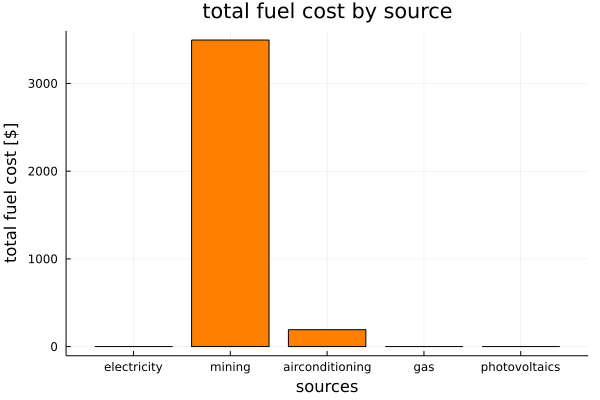 total fuel cost by source
total fuel cost [$]
3000
2000
1000
0
electricity mining airconditioning gas photovoltaics
sources